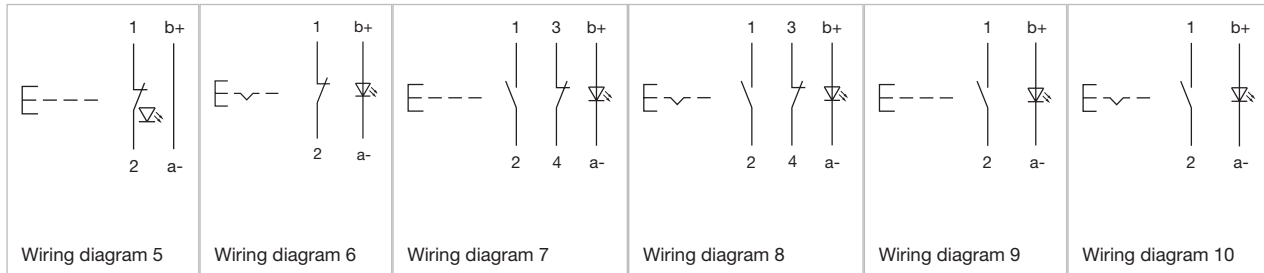 1 b+
2 a-
Wiring diagram 5
1 b+
2 a-
Wiring diagram 6
1 3 b+
2 4 a-
Wiring diagram 7
1 3 b+
2 4 a-
Wiring diagram 8
1 b+
2 a-
Wiring diagram 9
1 b+
2 a-
Wiring diagram 10